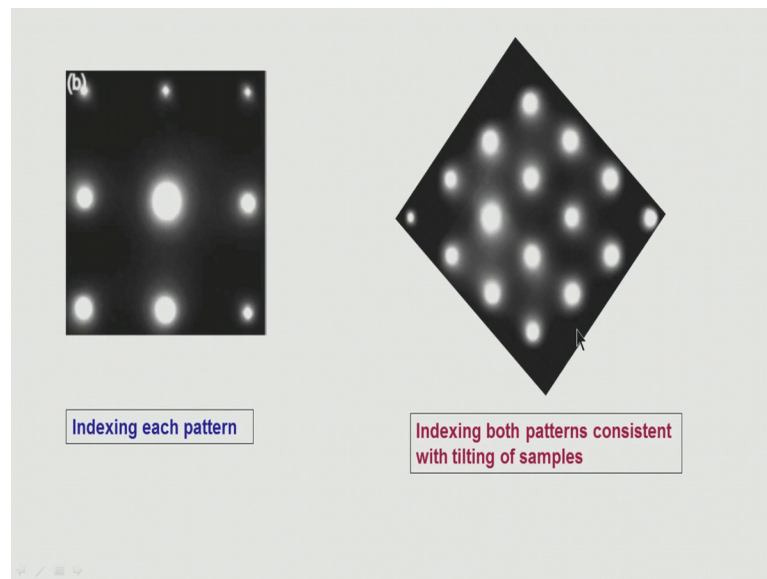 (b)
Indexing each pattern
Indexing both patterns consistent
with tilting of samples